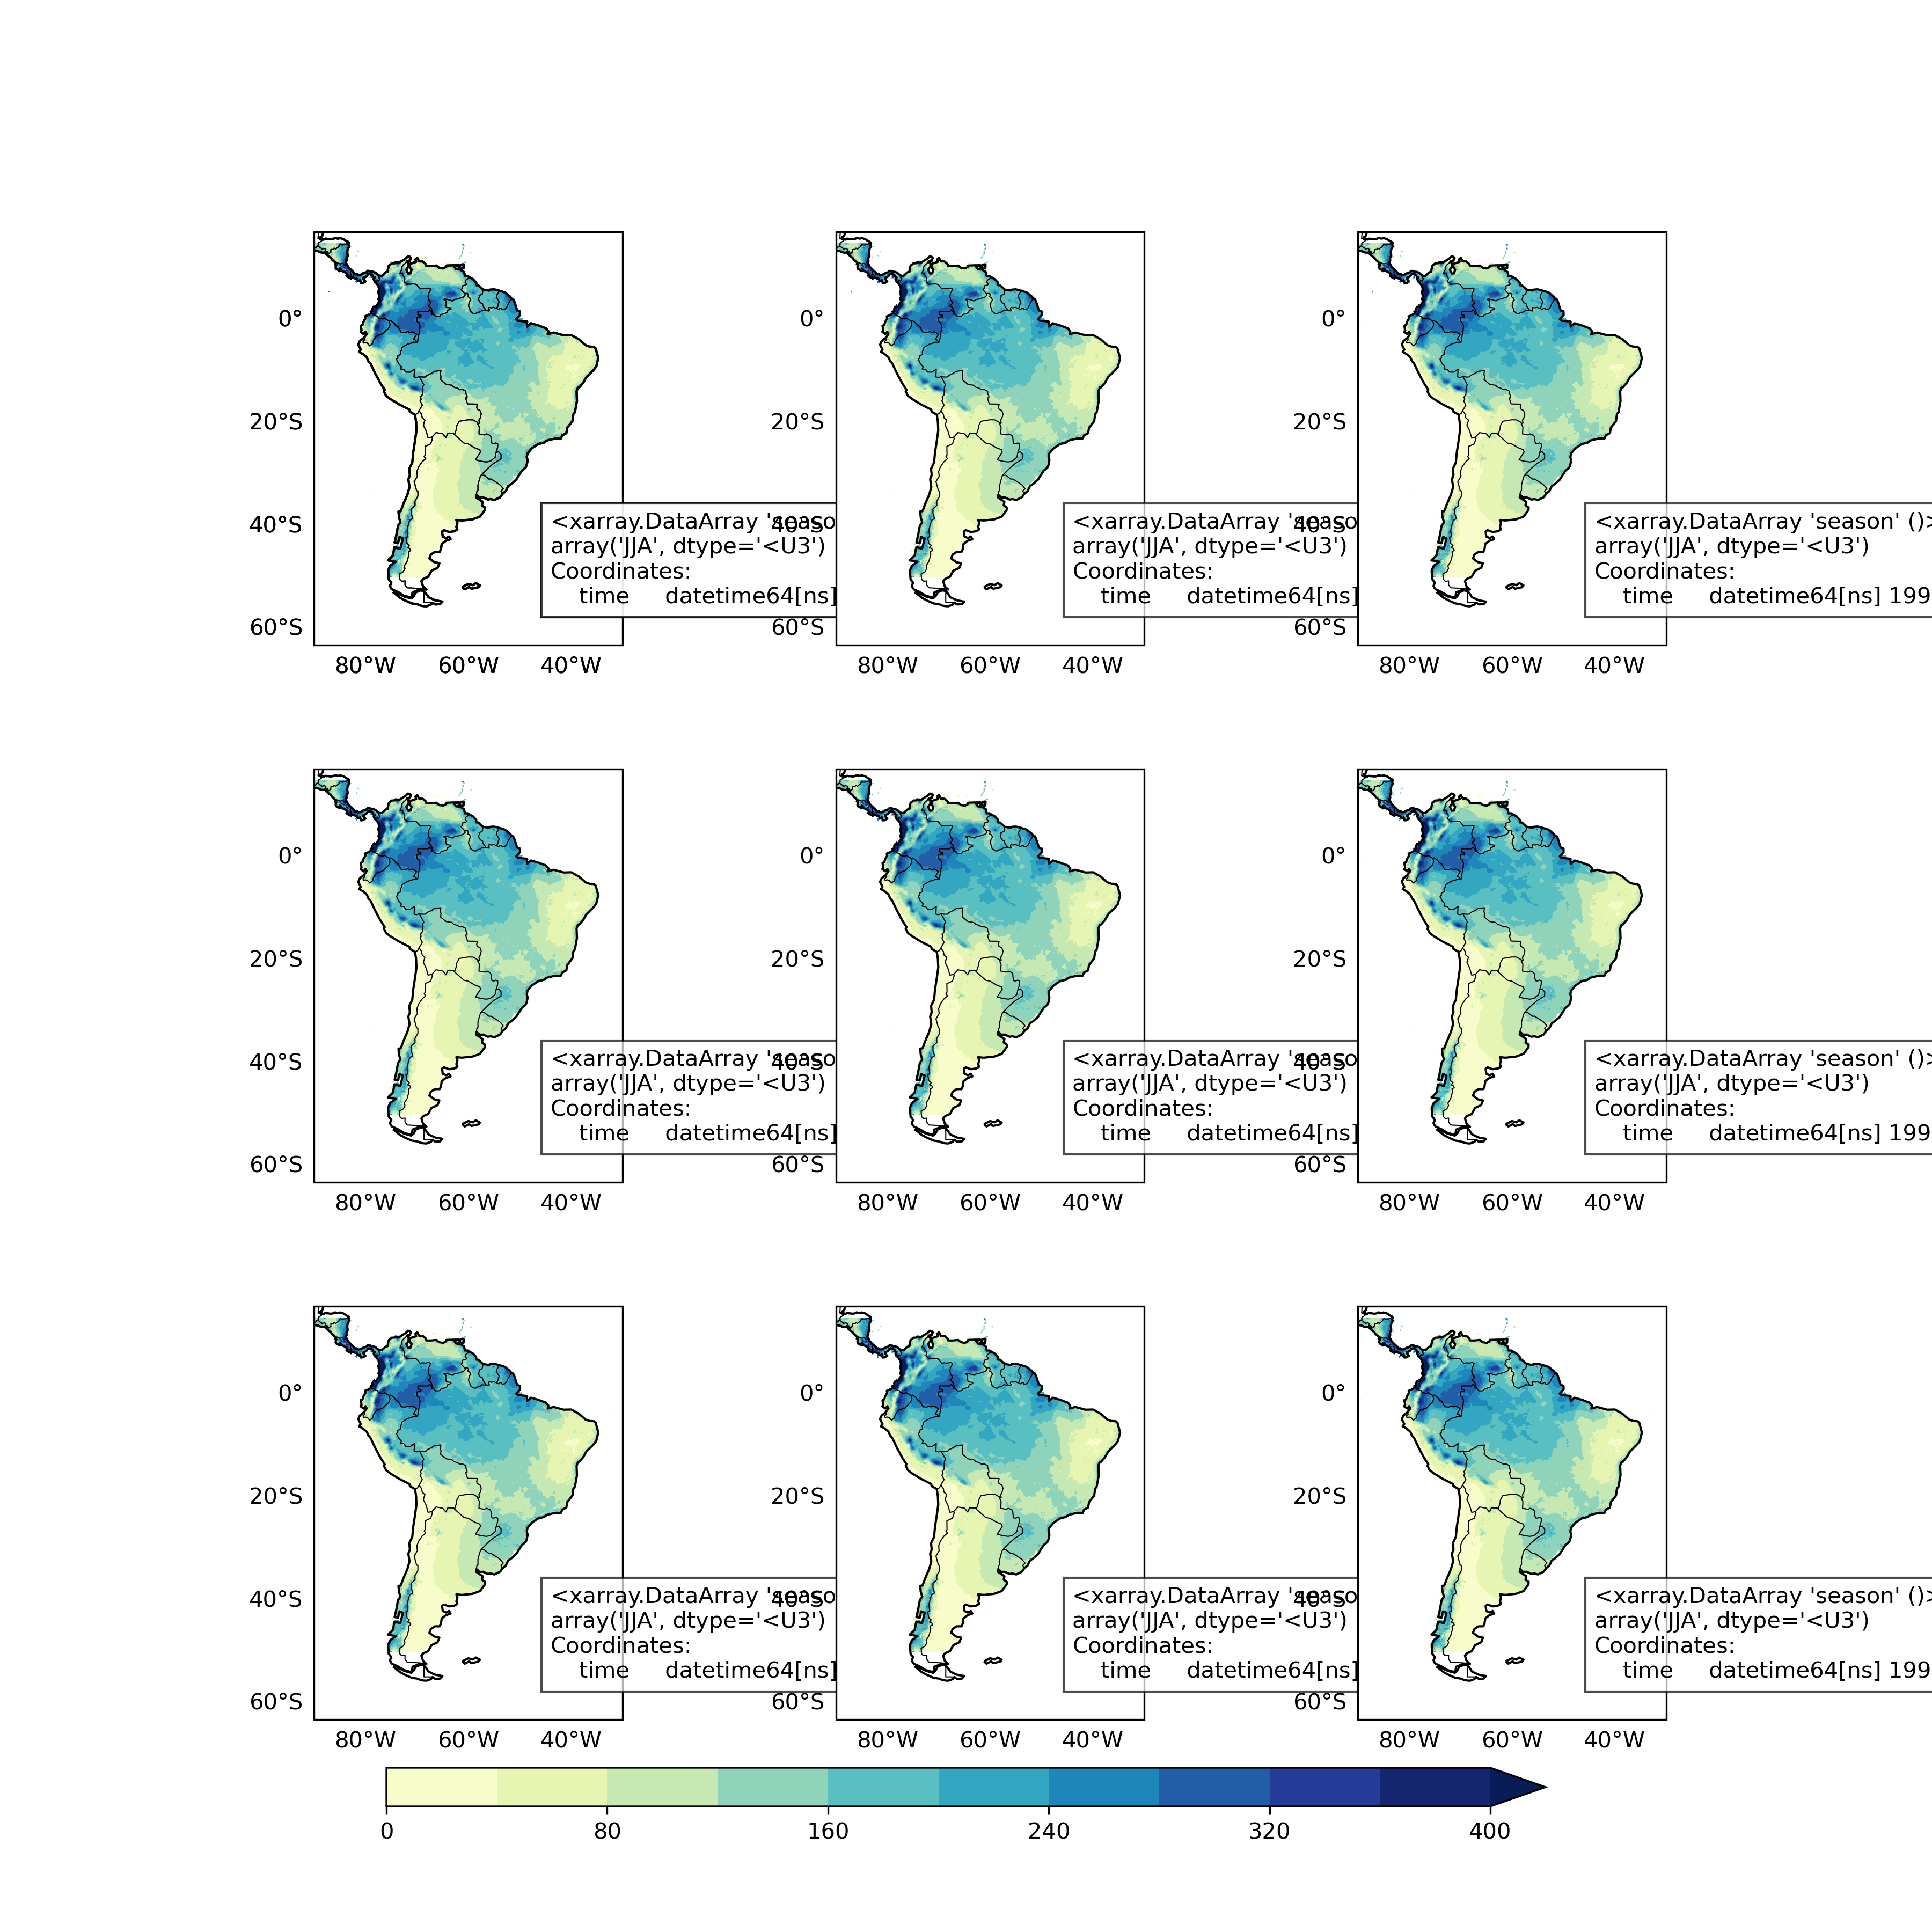 0°
20°S
40°S
60°S
80°W 60°W 40°W
<xarray.DataArray 'seaso
array('JJA', dtype='<U3')
Coordinates:
time datetime64[ns]
0°
20°S
40°S
60°S
80°W 60°W 40°W
<xarray.DataArray 'seaso
array('JJA', dtype='<U3')
Coordinates:
time datetime64[ns]
0°
20°S
40°S
60°S
80°W 60°W 40°W
<xarray.DataArray 'season' ()>
array('JJA', dtype='<U3')
Coordinates:
time datetime64[ns] 199
0°
20°S
40°S
60°S
80°W 60°W 40°W
<xarray.DataArray 'seaso
array('JJA', dtype='<U3')
Coordinates:
time datetime64[ns]
0°
20°S
40°S
60°S
80°W 60°W 40°W
<xarray.DataArray 'seaso
array('JJA', dtype='<U3')
Coordinates:
time datetime64[ns]
0°
20°S
40°S
60°S
80°W 60°W 40°W
<xarray.DataArray 'season' ()>
array('JJA', dtype='<U3')
Coordinates:
time datetime64[ns] 199
0°
20°S
40°S
60°S
80°W 60°W 40°W
<xarray.DataArray 'seaso
array('JJA', dtype='<U3')
Coordinates:
time datetime64[ns]
0°
20°S
40°S
60°S
80°W 60°W 40°W
<xarray.DataArray 'seaso
array('JJA', dtype='<U3')
Coordinates:
time datetime64[ns]
0°
20°S
40°S
60°S
80°W 60°W 40°W
<xarray.DataArray 'season' ()>
array('JJA', dtype='<U3')
Coordinates:
time datetime64[ns] 199
0 80 160 240 320 400